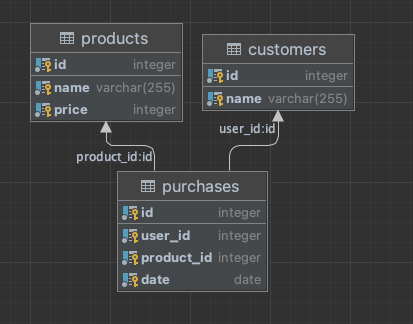 products
id integer
name varchar(255)
price integer
customers
id integer
name varchar(255)
user_id:id
product_id:id
purchases
id integer
user_id integer
product_id integer
date date